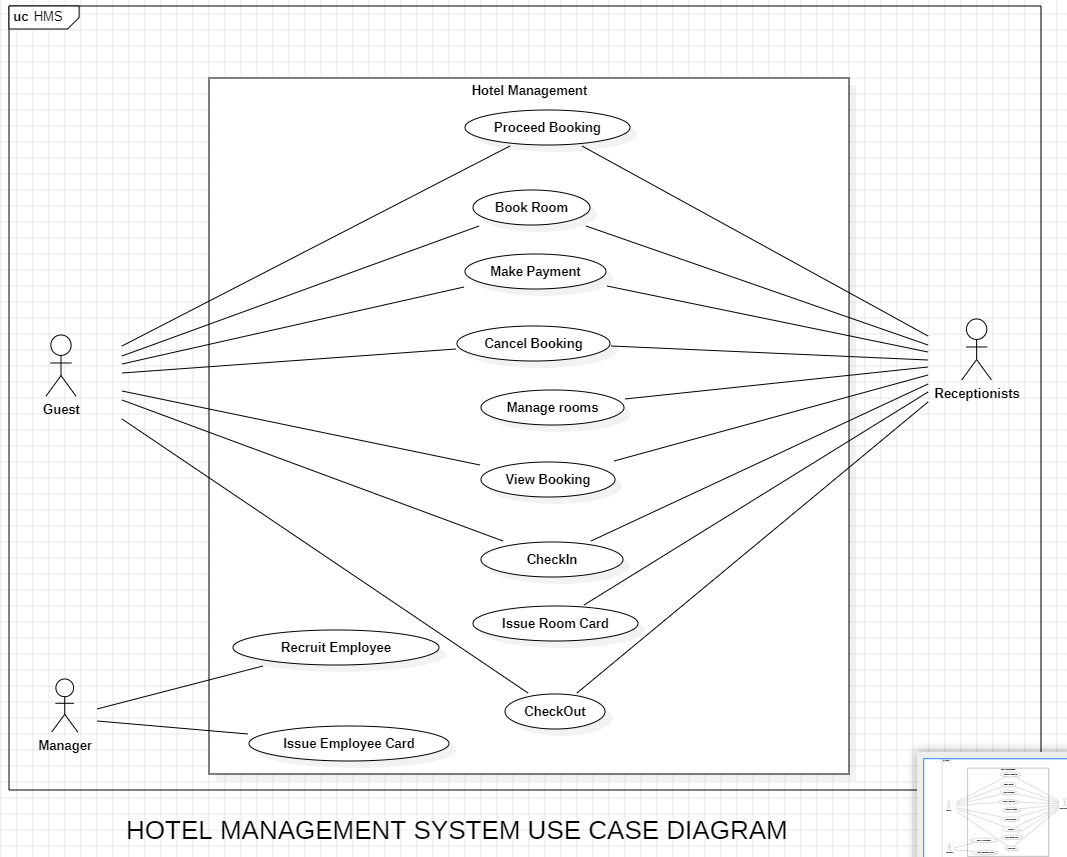 uc HMS
Hotel Management
Proceed Booking
Book Room
Make Payment
Cancel Booking
Guest
Receptionists
Manage rooms
View Booking
CheckIn
Issue Room Card
Recruit Employee
CheckOut
Manager
Issue Employee Card
HOTEL MANAGEMENT SYSTEM USE CASE DIAGRAM